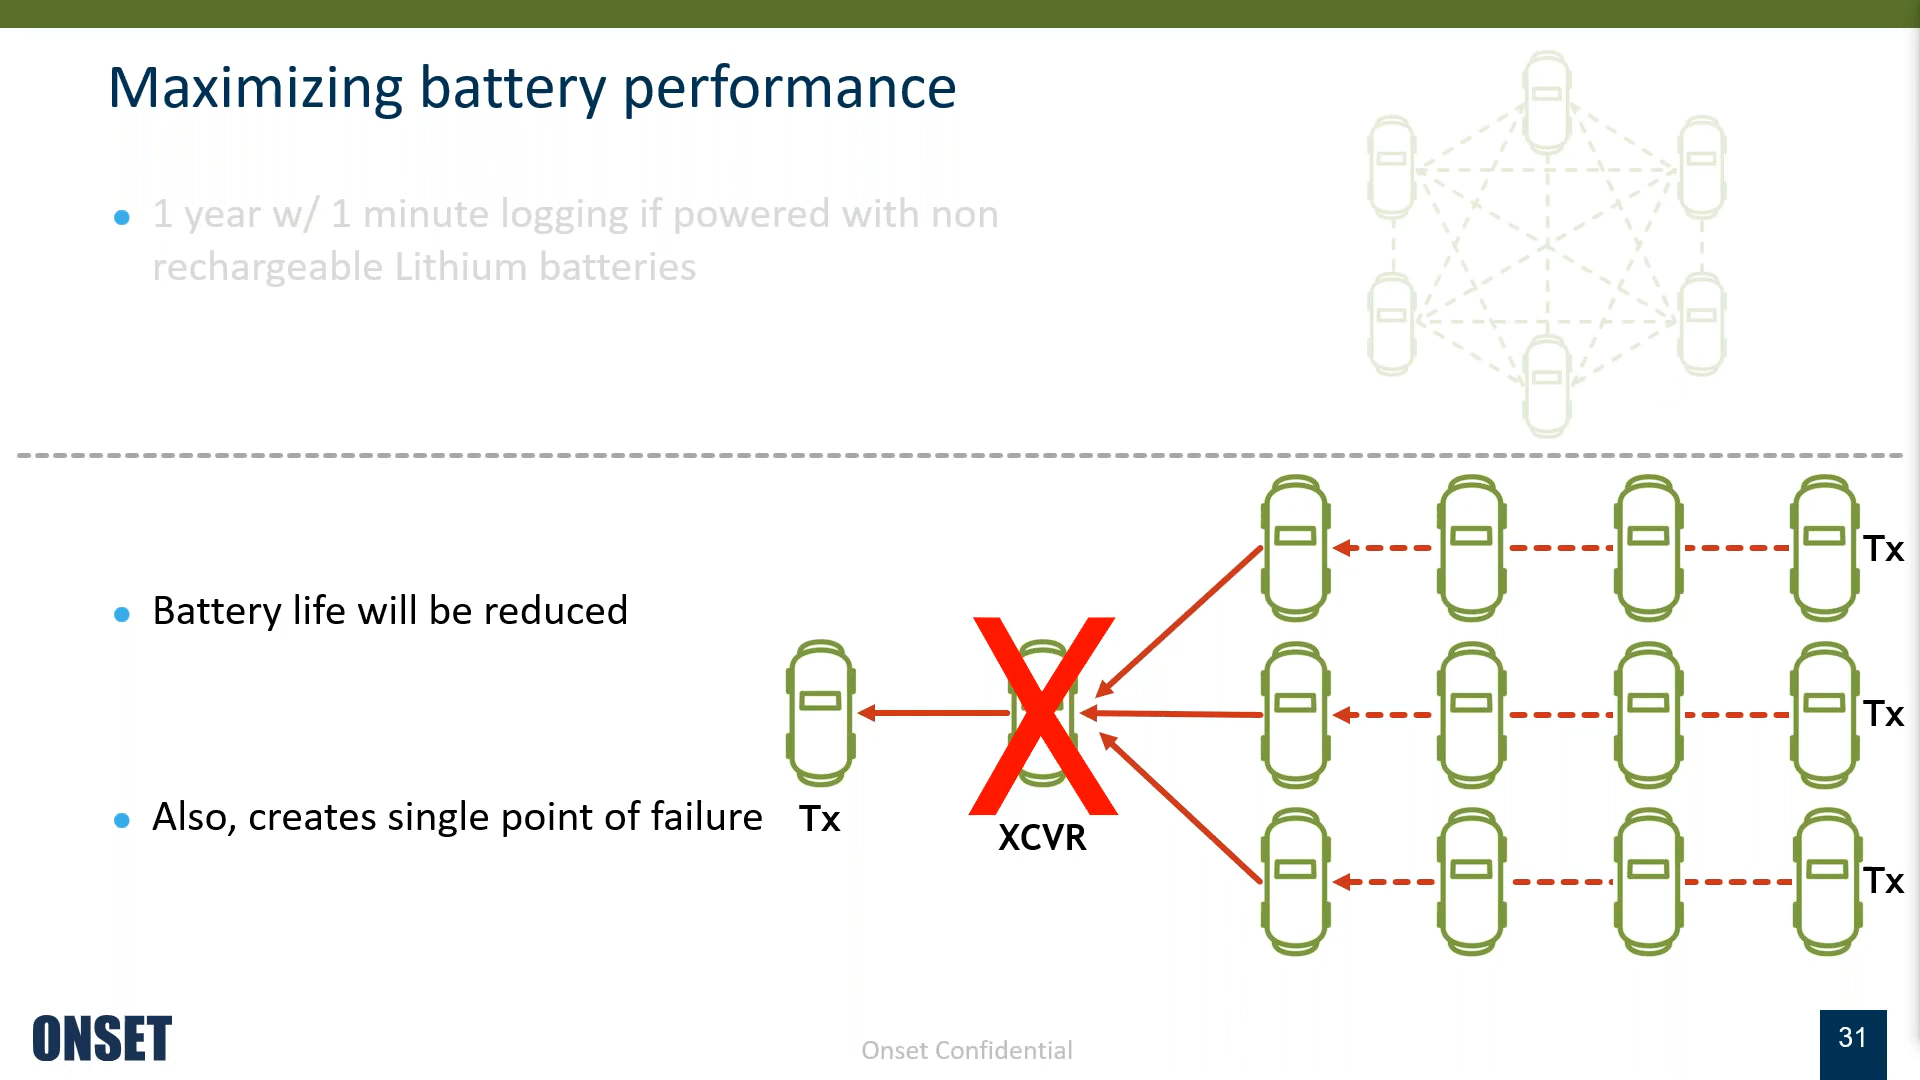 Maximizing battery performance
1 year w/ 1 minute logging if powered with non
rechargeable Lithium batteries
Tx
Battery life will be reduced
Tx
Also, creates single point of failure
Tx
XCVR
Tx
ONSET
Onset Confidential
31